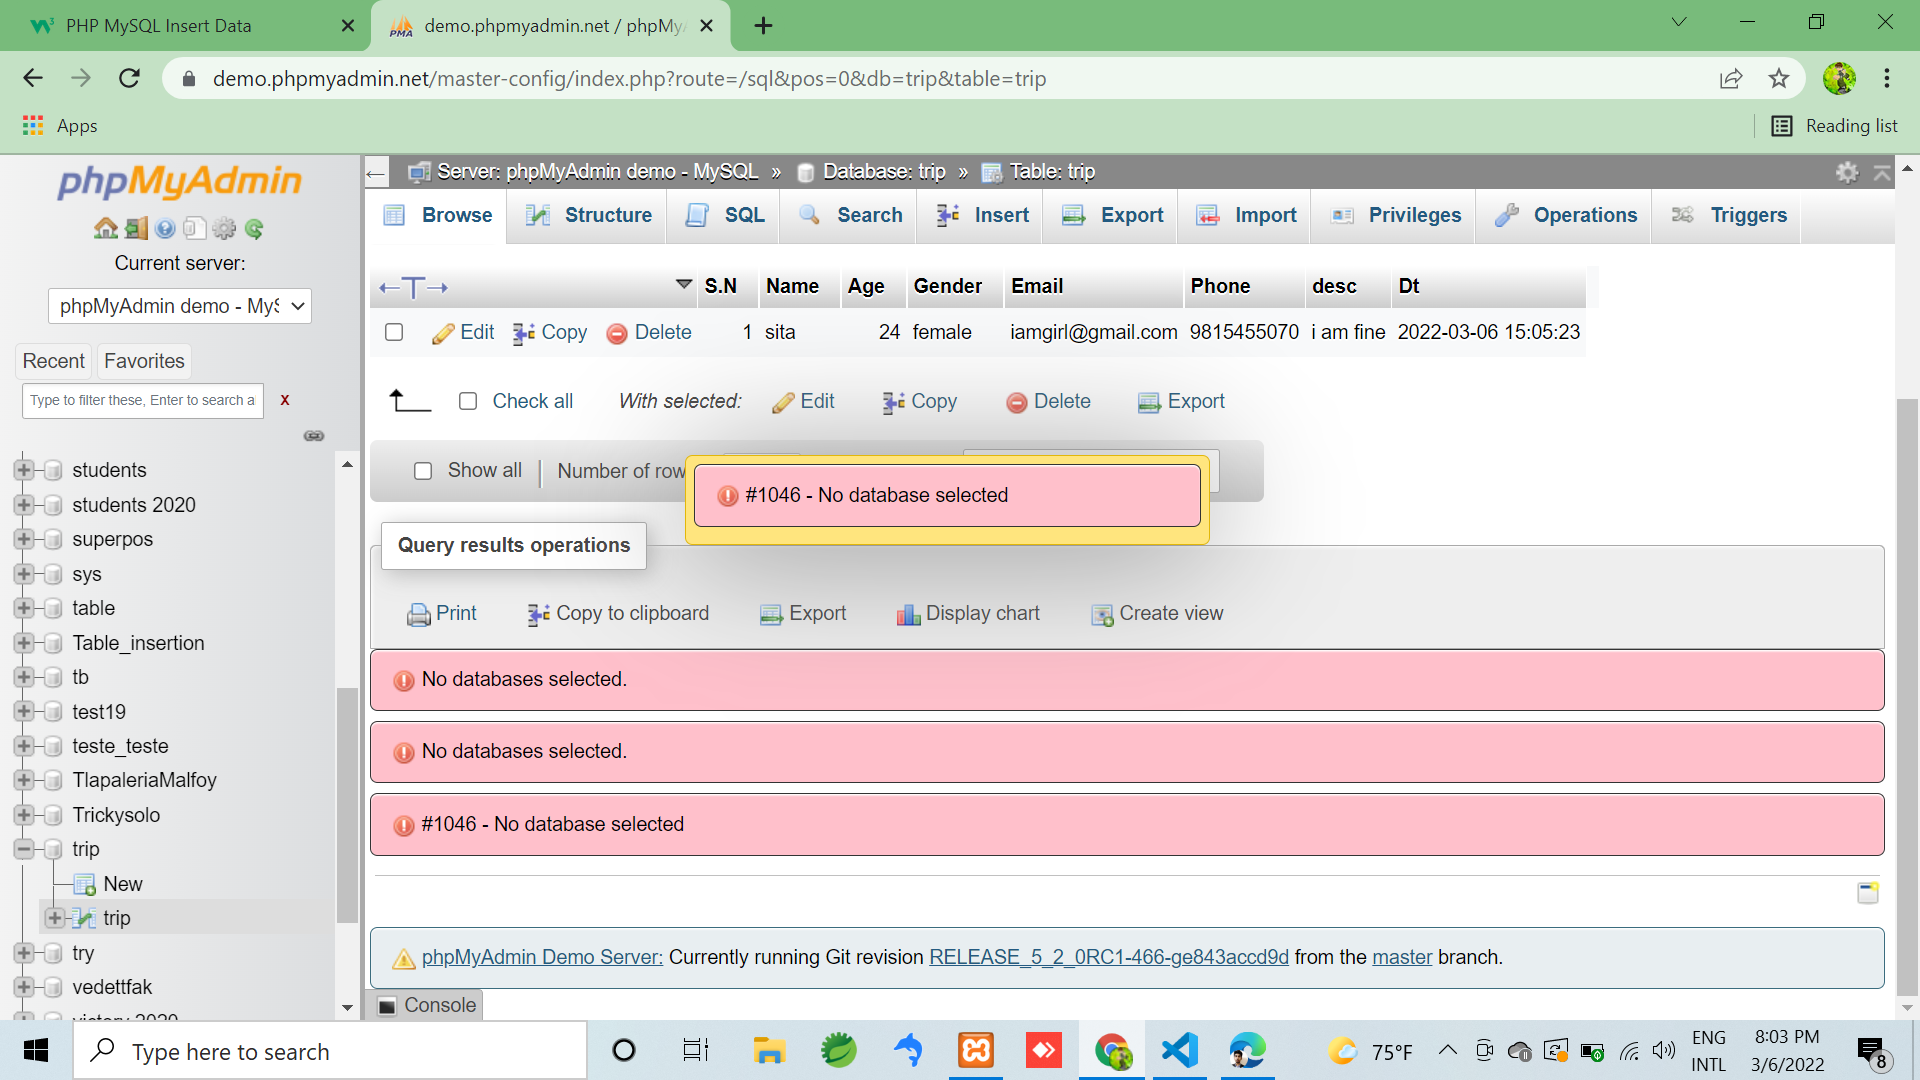 PHP MySQL Insert Data
demo.phpmyadmin.net / phpMy
demo.phpmyadmin.net/master-config/index.php?route=/sql&pos=0&db=trip&table=trip
Apps
Reading list
phpMyAdmin
Current server:
phpMyAdmin demo - MyS
Recent
Favorites
Type to filter these, Enter to search a
X
students
students 2020
superpos
sys
table
Table_insertion
tb
test19
teste_teste
TlapaleriaMalfoy
Trickysolo
trip
New
trip
try
vedettfak
Server: phpMyAdmin demo - MySQL » Database: trip » Table: trip
Browse Structure SQL Search Insert Export Import Privileges Operations Triggers
←T→ S.N Name Age Gender Email Phone desc Dt
Edit Copy Delete 1 sita 24 female iamgirl@gmail.com 9815455070 i am fine 2022-03-06 15:05:23
Check all With selected: Edit Copy Delete Export
Show all | Number of row
#1046 - No database selected
Query results operations
Print Copy to clipboard Export Display chart Create view
No databases selected.
No databases selected.
#1046 - No database selected
phpMyAdmin Demo Server: Currently running Git revision RELEASE_5_2_0RC1-466-ge843accd9d from the master branch.
Console
Type here to search
75°F
ENG
INTL
8:03 PM
3/6/2022
8